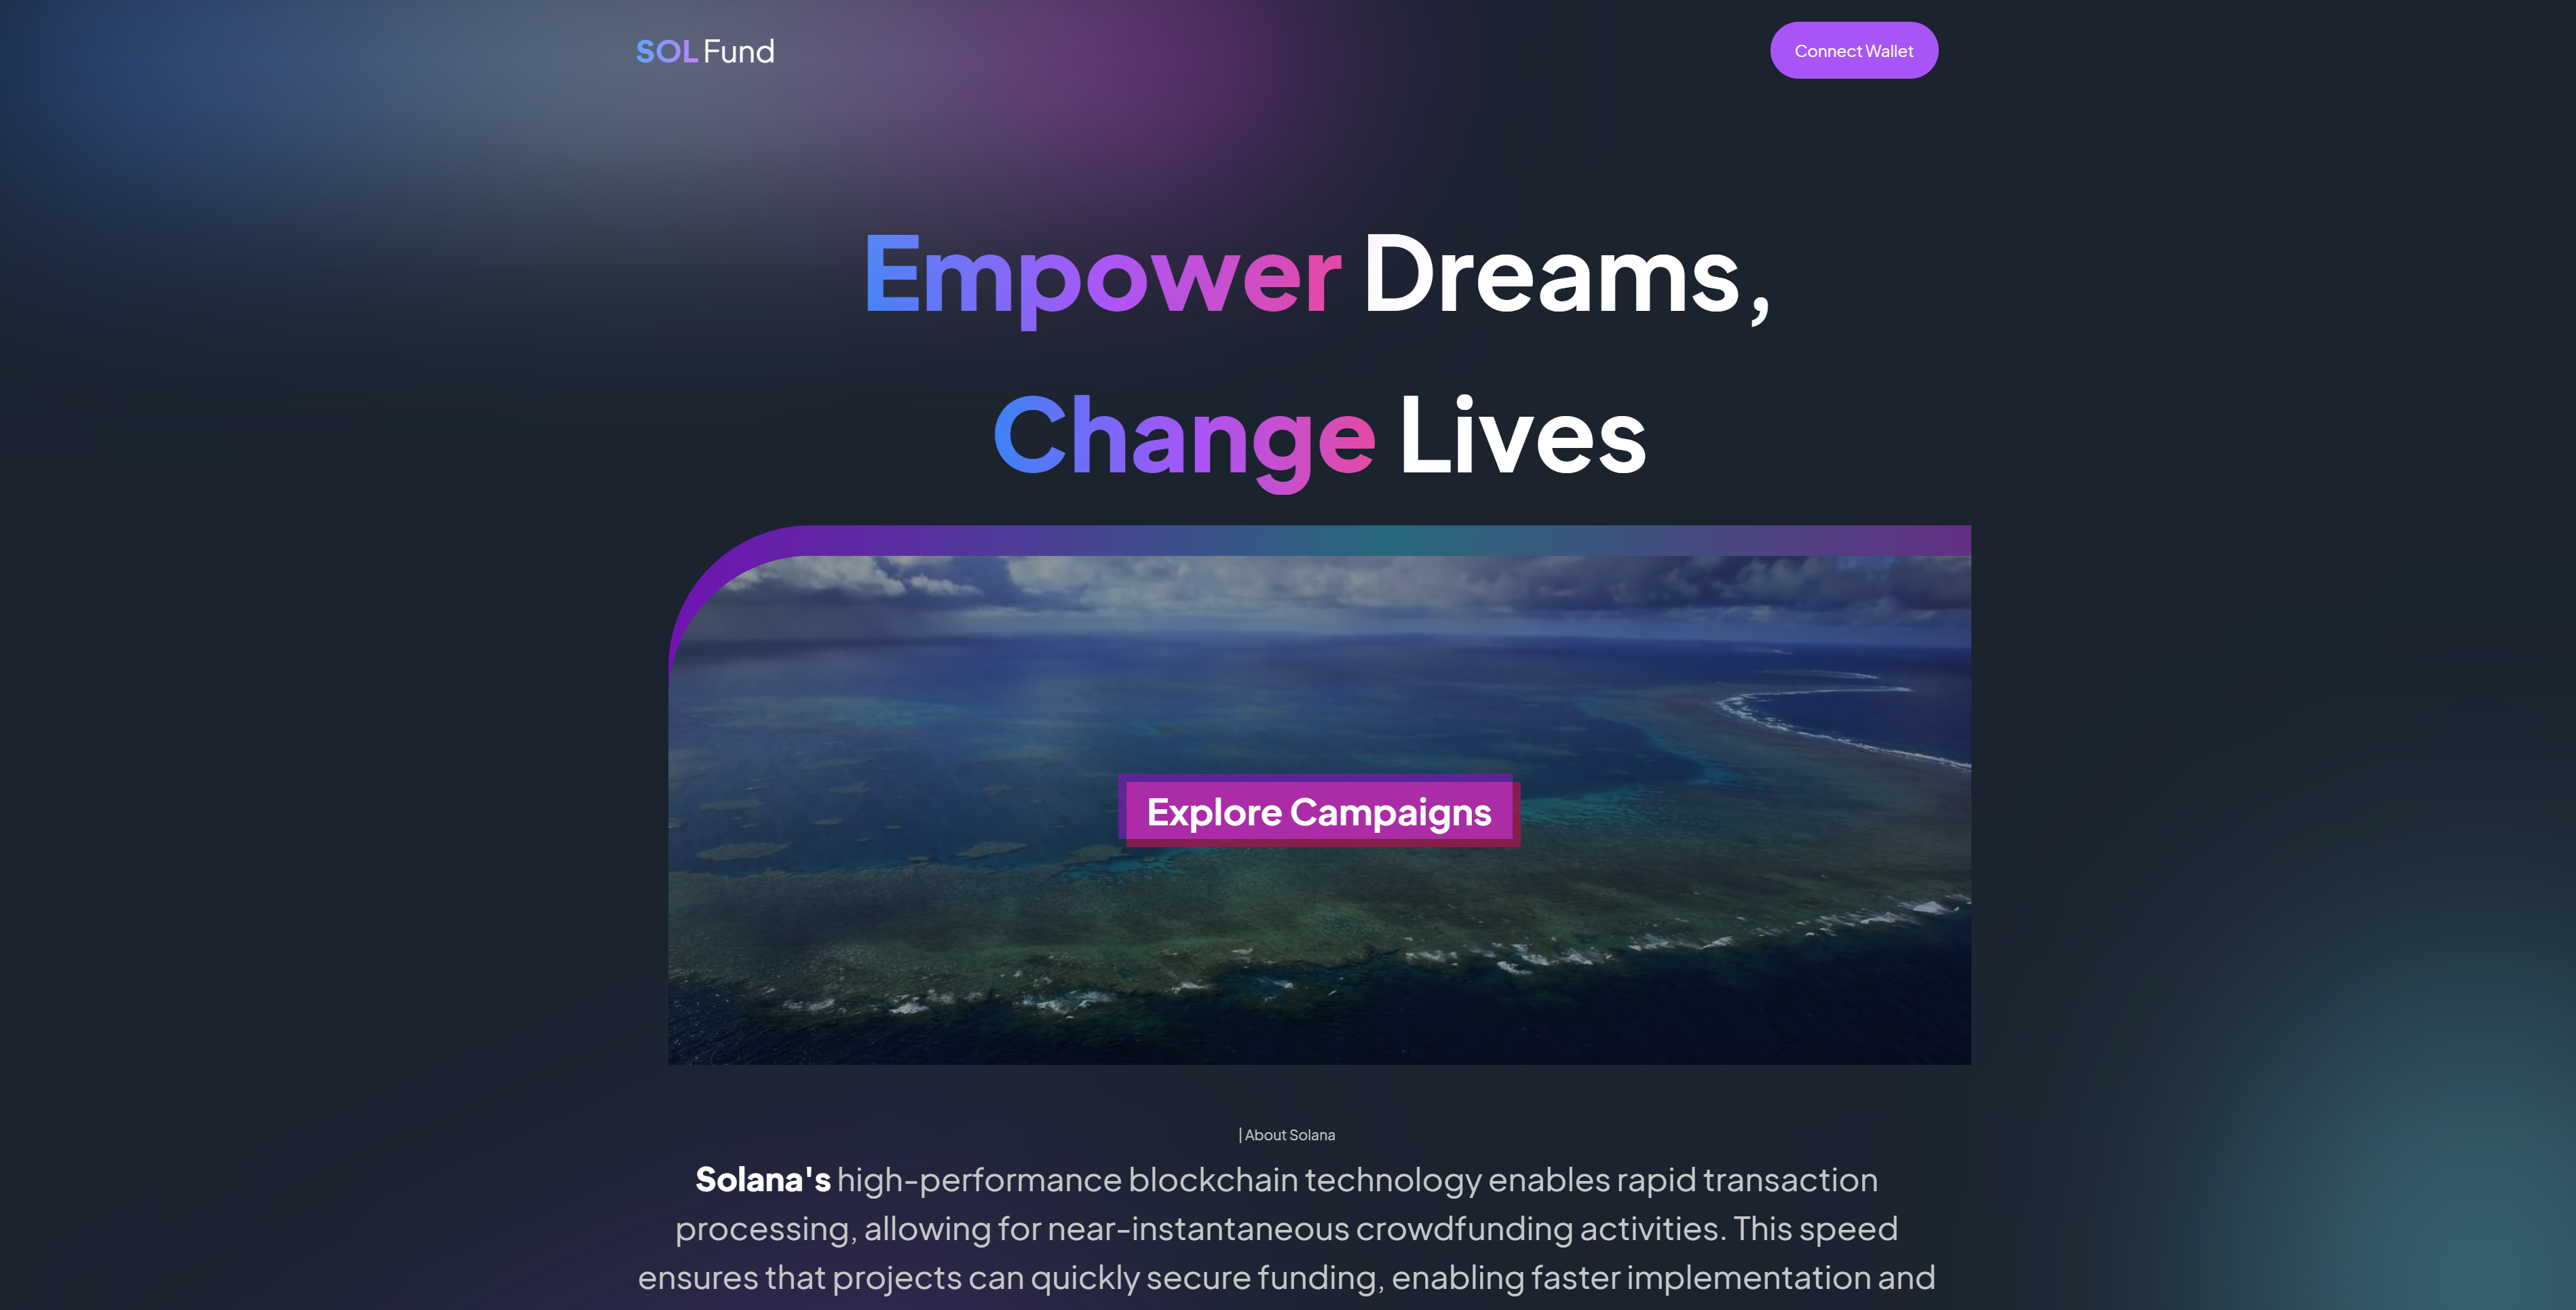 SOL Fund
Connect Wallet
Empower Dreams,
Change Lives
Explore Campaigns
| About Solana
Solana's high-performance blockchain technology enables rapid transaction
processing, allowing for near-instantaneous crowdfunding activities. This speed
ensures that projects can quickly secure funding, enabling faster implementation and